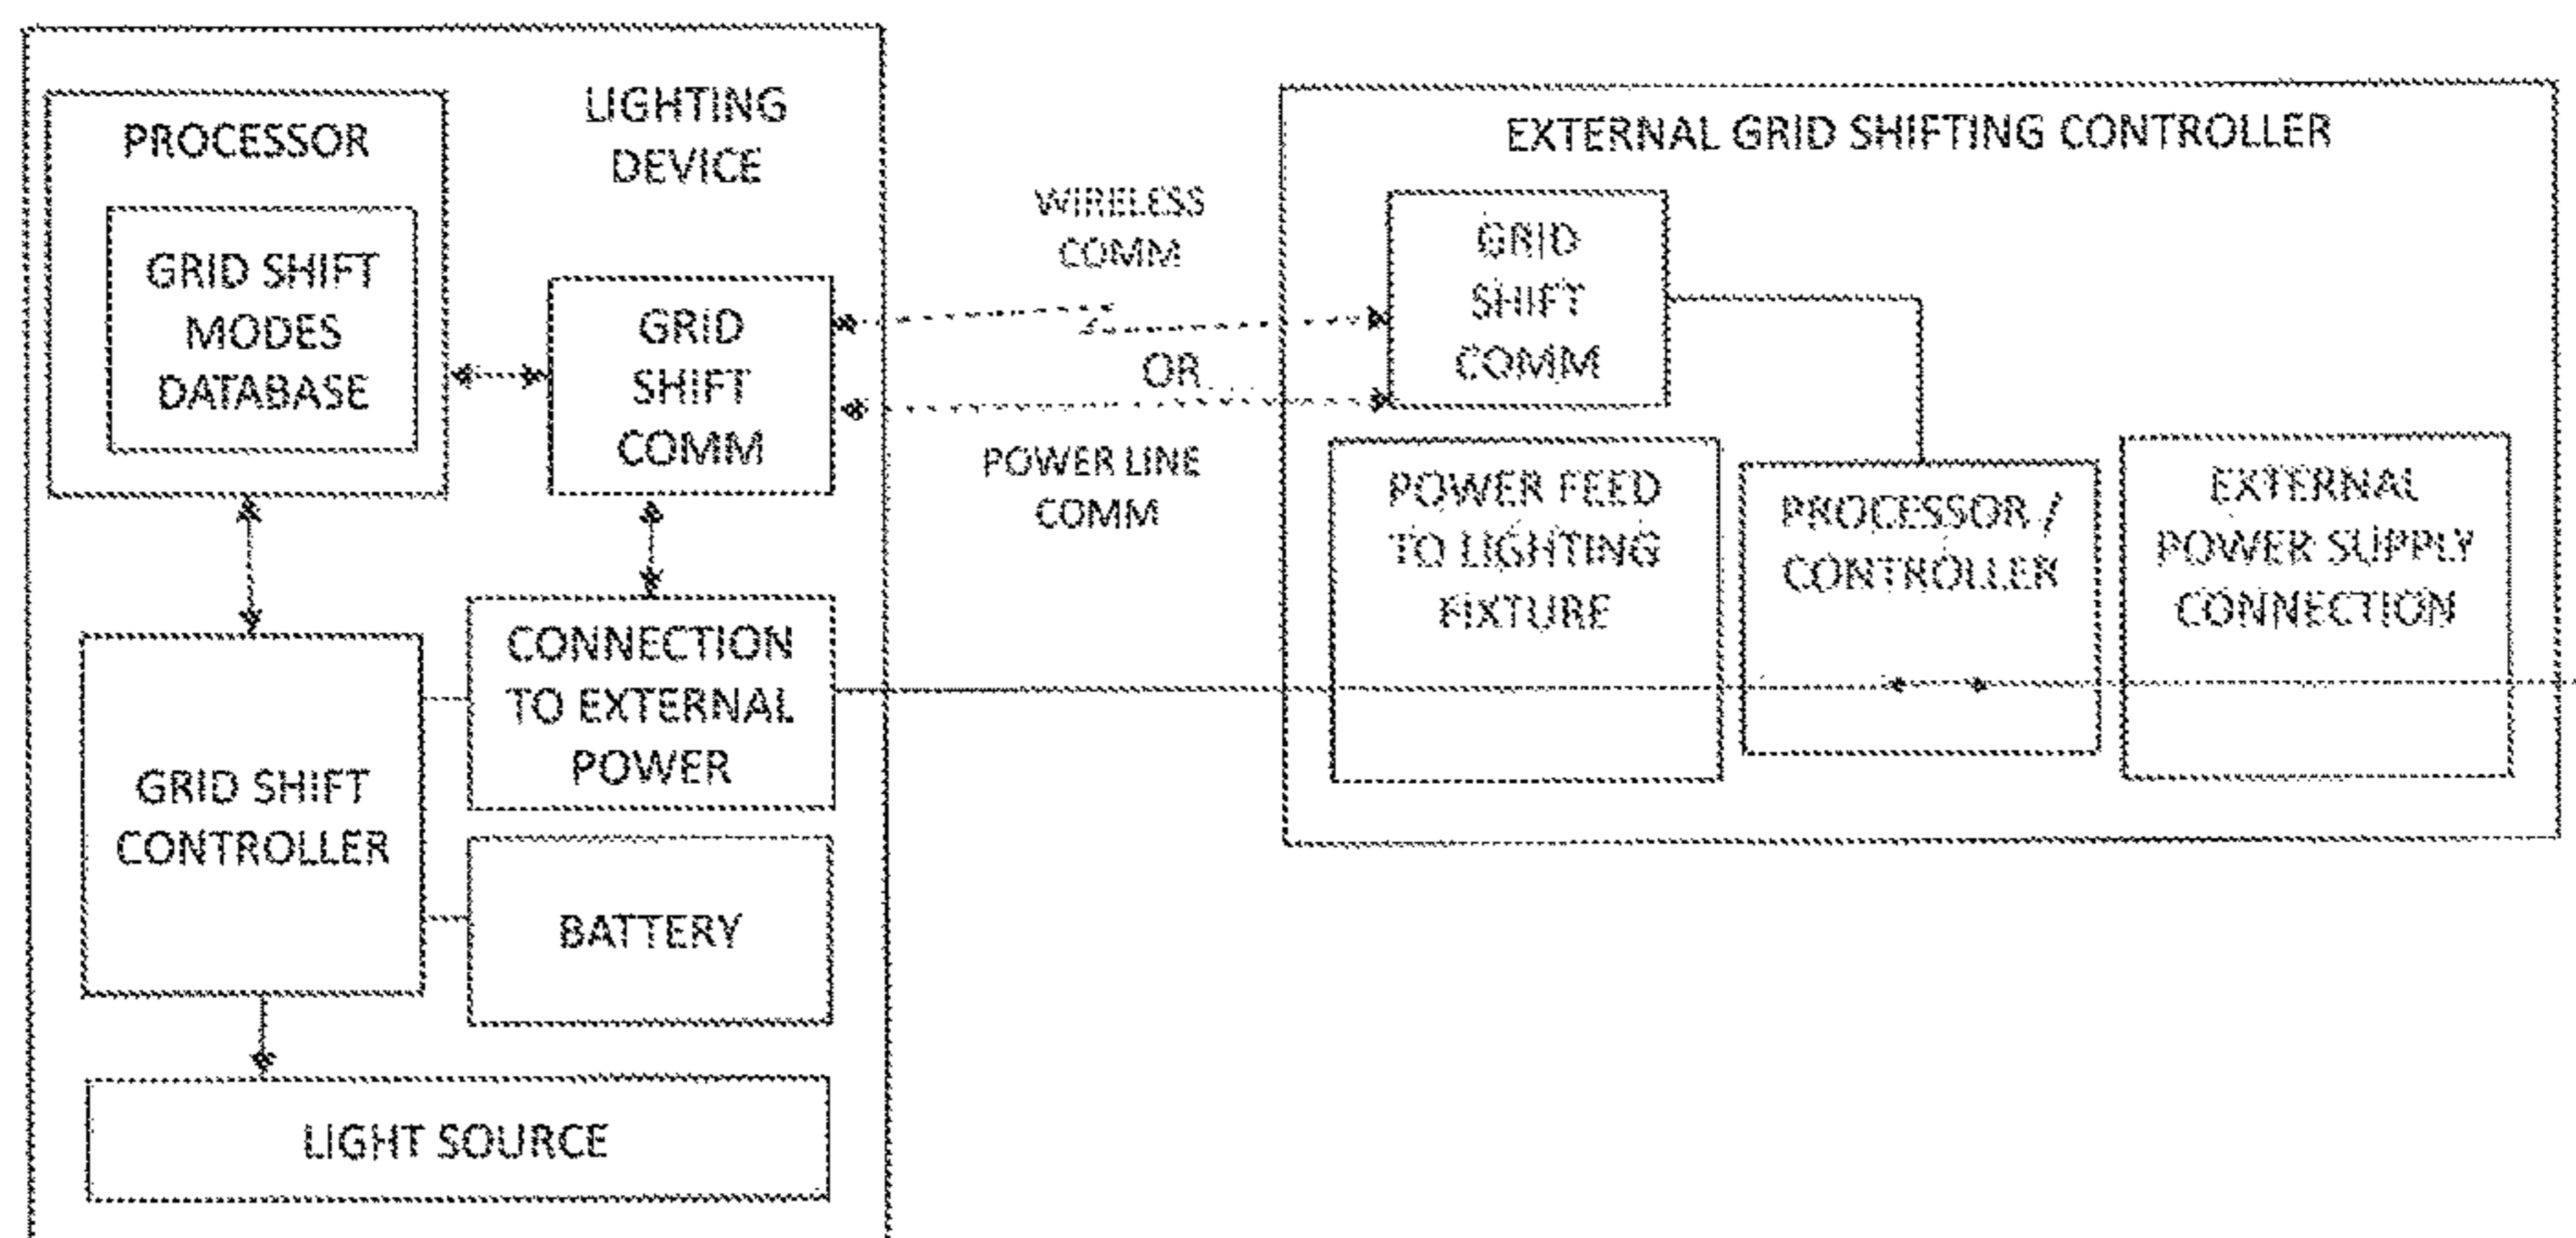 LIGHTING
DEVICE
PROCESSOR
GRID SHIFT
MODES
DATABASE
GRID
SHIFT
COMM
CONNECTION
TO EXTERNAL
POWER
GRID SHIFT
CONTROLLER
BATTERY
LIGHT SOURCE
WIRELESS
COMM
OR
POWER LINE
COMM
EXTERNAL GRID SHIFTING CONTROLLER
GRID
SHIFT
COMM
POWER FEED
TO LIGHTING
FIXTURE
PROCESSOR /
CONTROLLER
EXTERNAL
POWER SUPPLY
CONNECTION